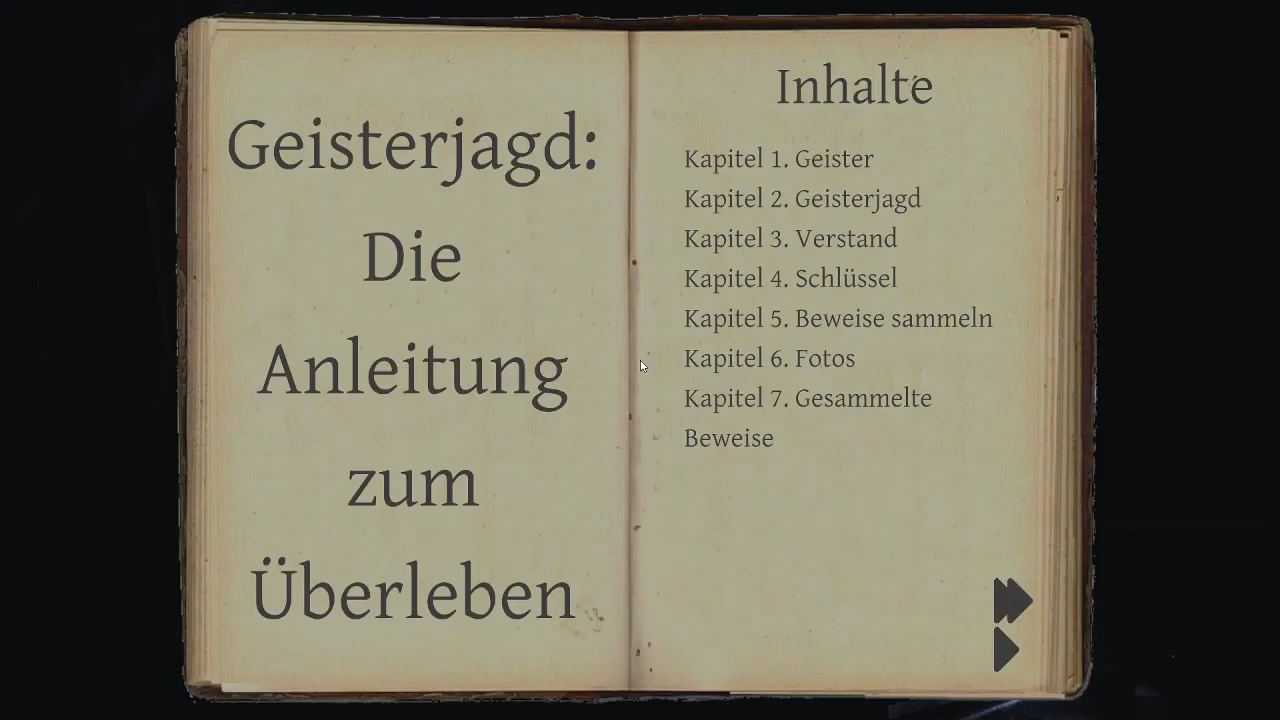 Geisterjagd:
Die
Anleitung
zum
Überleben
Inhalte
Kapitel 1. Geister
Kapitel 2. Geisterjagd
Kapitel 3. Verstand
Kapitel 4. Schlüssel
Kapitel 5. Beweise sammeln
Kapitel 6. Fotos
Kapitel 7. Gesammelte
Beweise